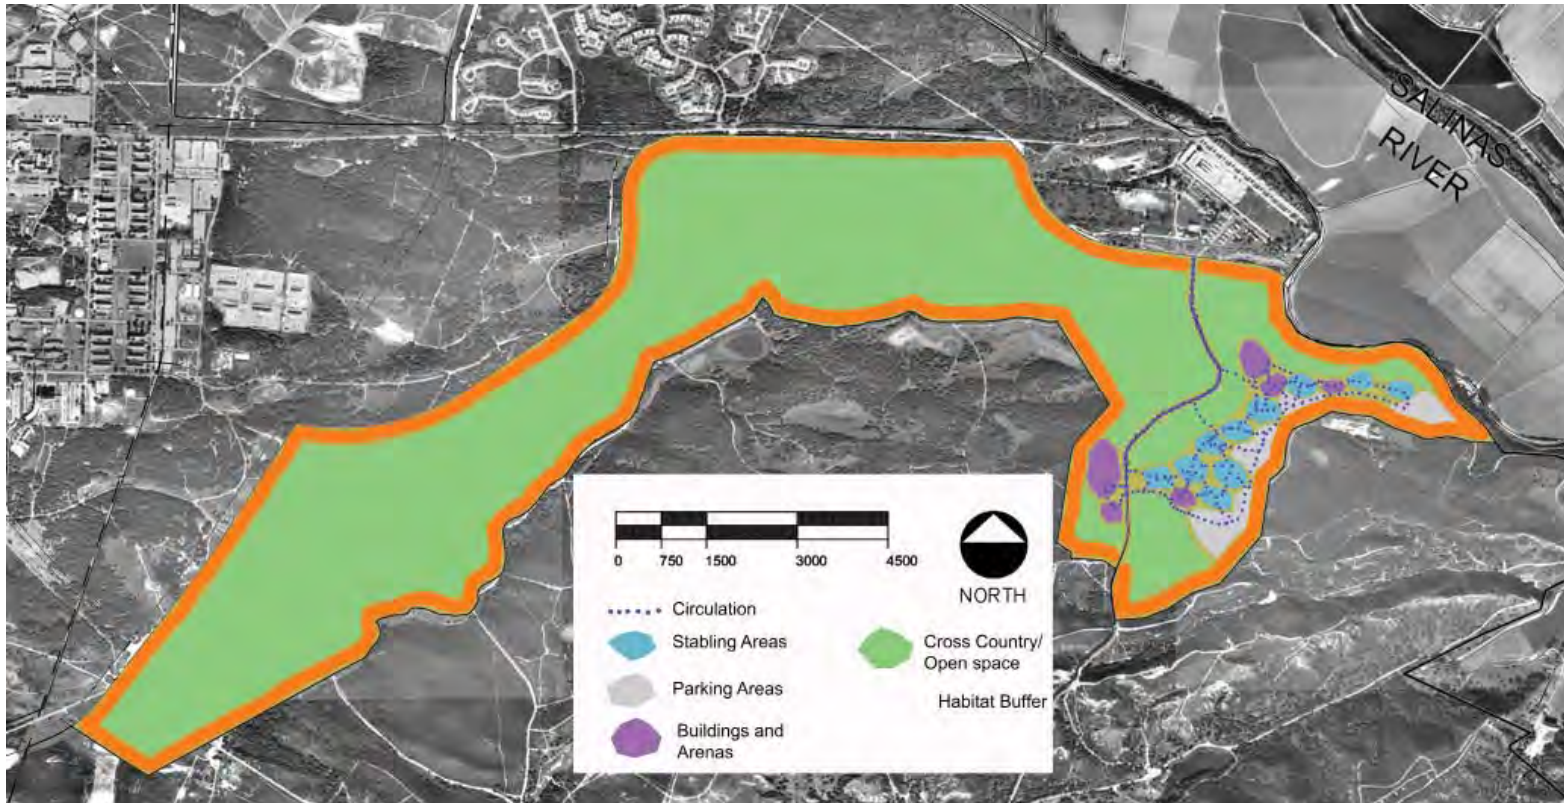 SALINAS
RIVER
0 750 1500 3000 4500
NORTH
Circulation
Stabling Areas
Parking Areas
Buildings and
Arenas
Cross Country/
Open space
Habitat Buffer